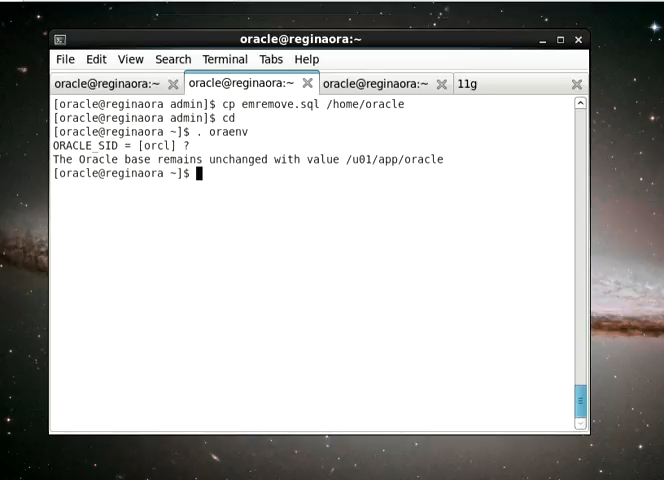 oracle@reginaora:~
File Edit View Search Terminal Tabs Help
oracle@reginaora:~ oracle@reginaora:~ oracle@reginaora:~ 11g
[oracle@reginaora admin]$ cp emremove.sql /home/oracle
[oracle@reginaora admin]$ cd
[oracle@reginaora ~]$ . oraenv
ORACLE_SID = [orcl] ?
The Oracle base remains unchanged with value /u01/app/oracle
[oracle@reginaora ~]$